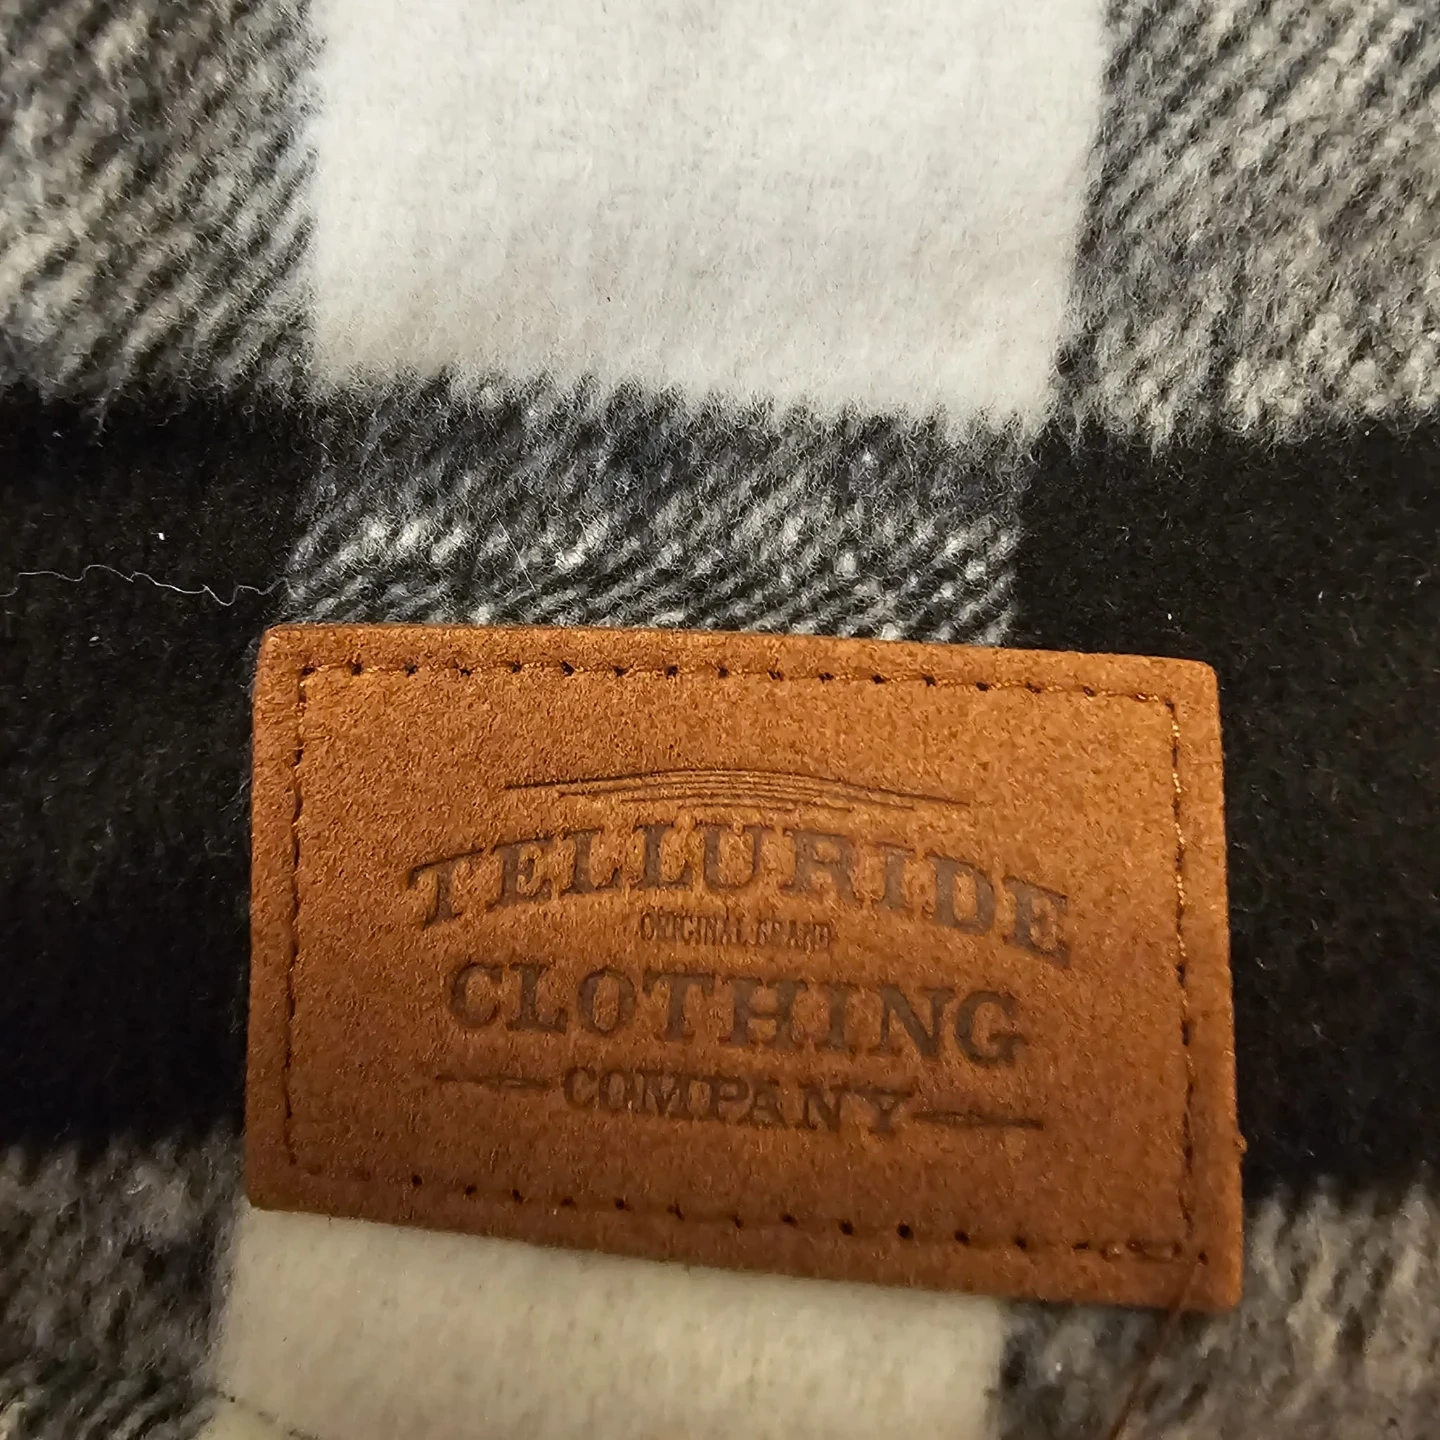 TELLURIDE
ORIGINAL BRAND
CLOTHING
COMPANY